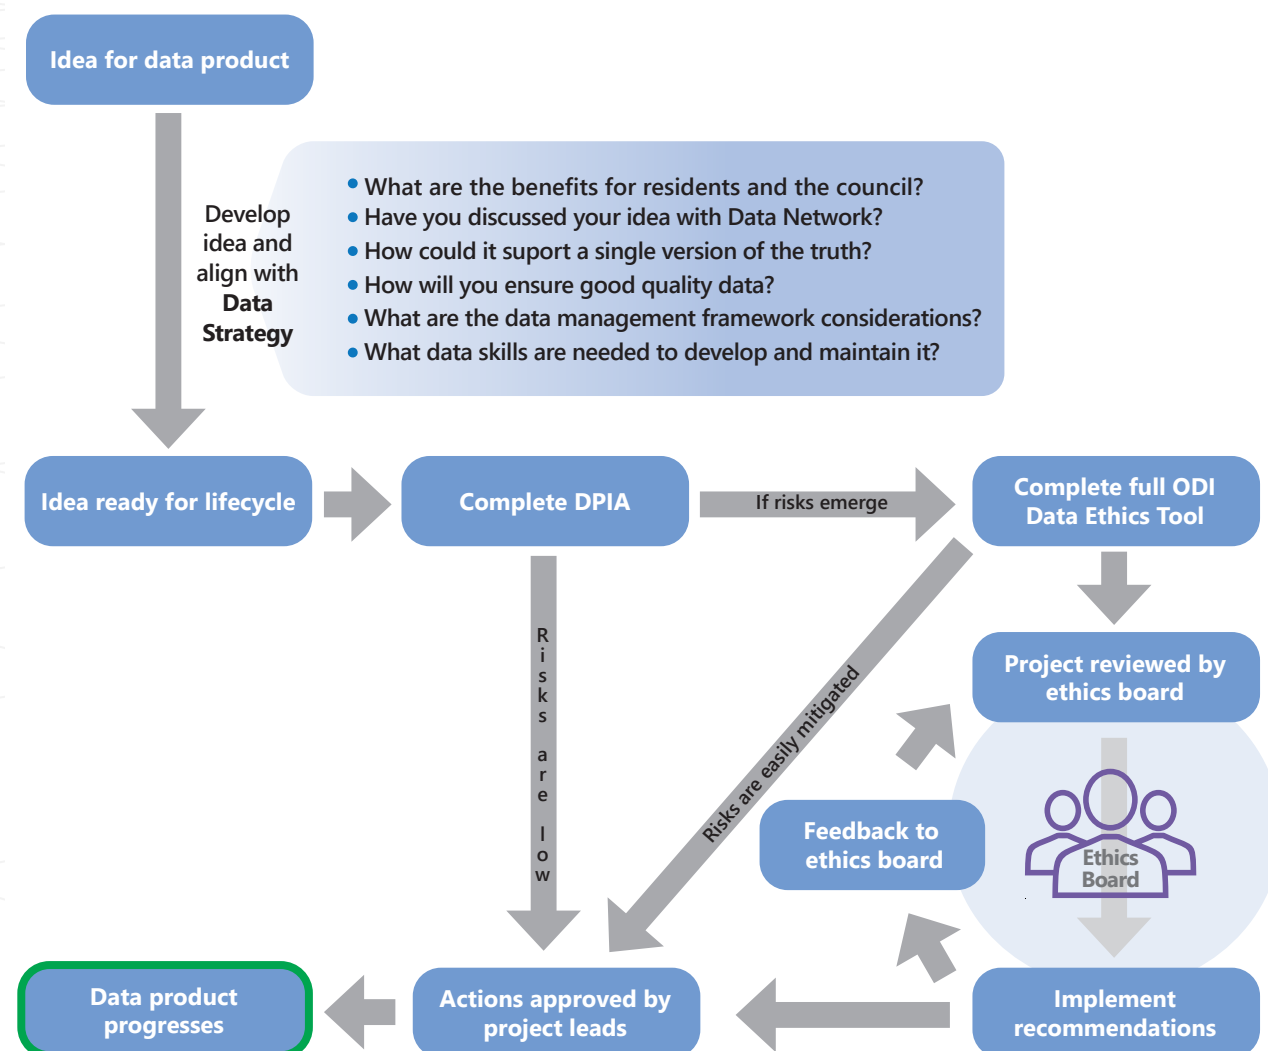 Idea for data product
Develop
idea and
align with
Data
Strategy
• What are the benefits for residents and the council?
• Have you discussed your idea with Data Network?
• How could it suport a single version of the truth?
• How will you ensure good quality data?
• What are the data management framework considerations?
• What data skills are needed to develop and maintain it?
Idea ready for lifecycle
Complete DPIA
If risks emerge
Complete full ODI
Data Ethics Tool
Risks are low
Risks are easily mitigated
Project reviewed by
ethics board
Feedback to
ethics board
Ethics
Board
Data product
progresses
Actions approved by
project leads
Implement
recommendations